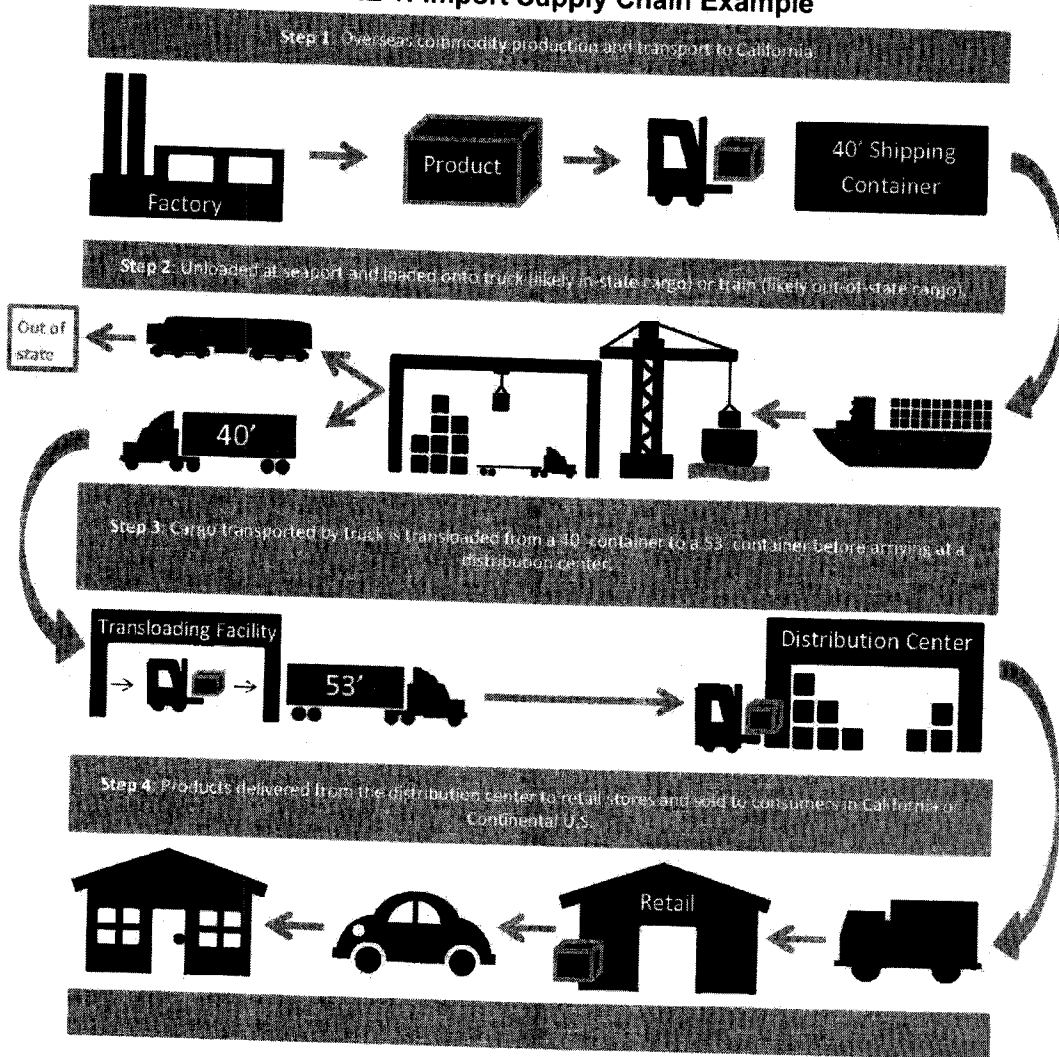 Import Supply Chain Example
Step 1: Overseas commodity production and transport to California.
Factory
Product
40' Shipping
Container
Step 2: Unloaded at seaport and loaded onto truck (likely in-state cargo) or train (likely out-of-state cargo).
Out of
state
40'
Step 3: Cargo transported by truck is transloaded from a 40' container to a 53' container before arriving at a
distribution center.
Transloading Facility
53'
Distribution Center
Step 4: Products delivered from the distribution center to retail stores and sold to consumers in California or
Continental U.S.
Retail